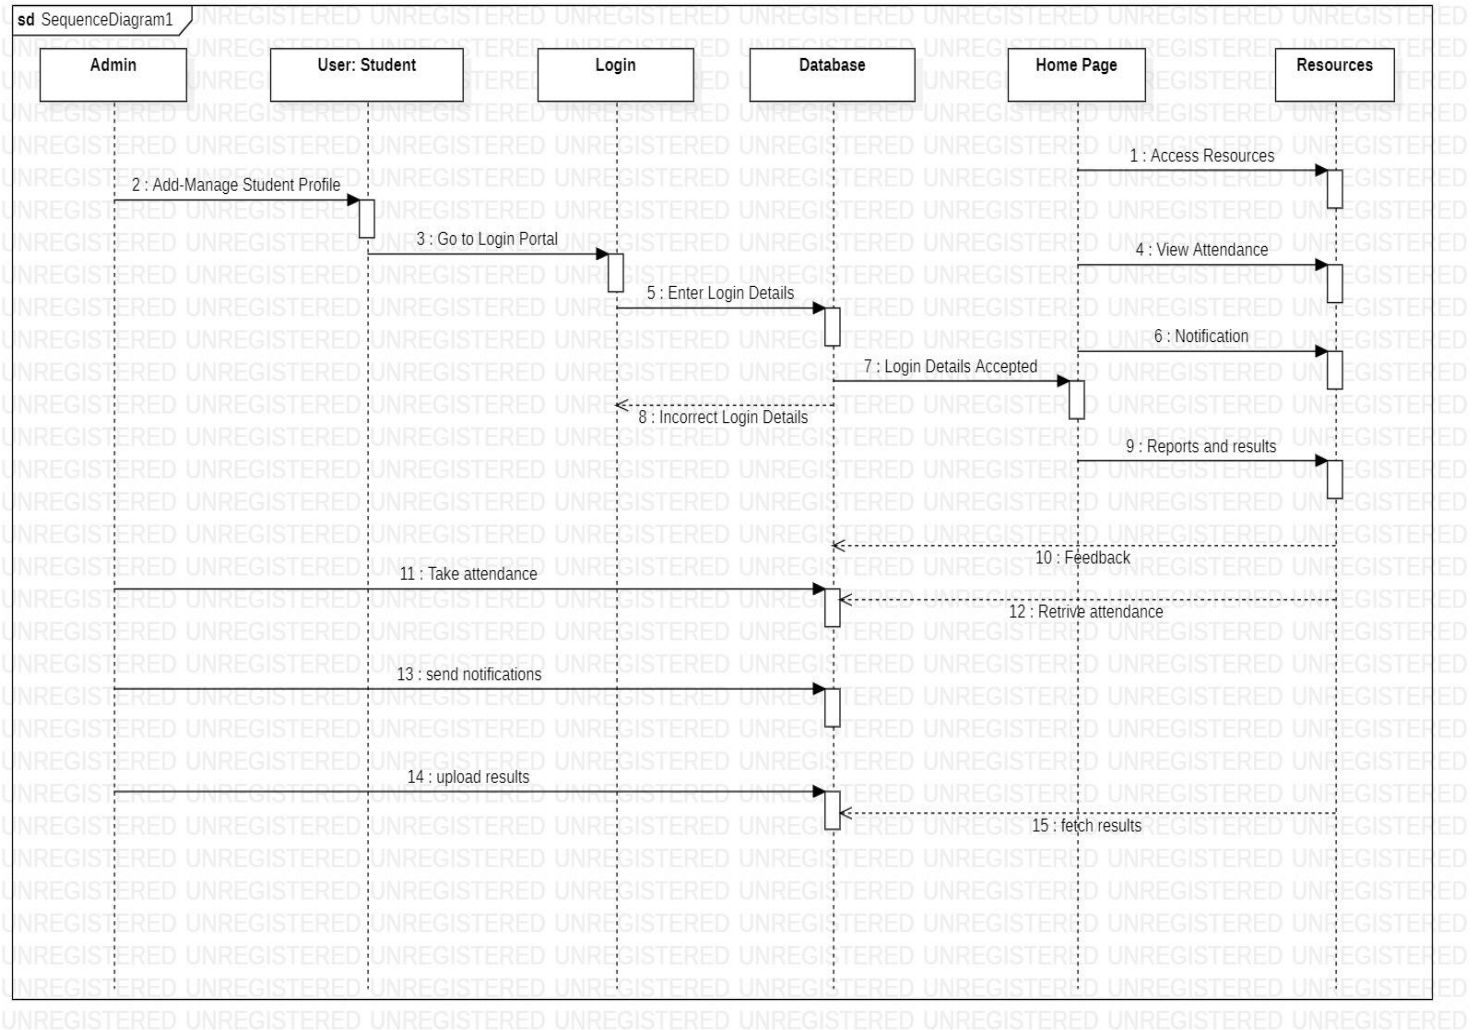 sd SequenceDiagram1
Admin
User: Student
Login
Database
Home Page
Resources
1 : Access Resources
2 : Add-Manage Student Profile
3 : Go to Login Portal
4 : View Attendance
5 : Enter Login Details
6 : Notification
7 : Login Details Accepted
8 : Incorrect Login Details
9 : Reports and results
10 : Feedback
11 : Take attendance
12 : Retrive attendance
13 : send notifications
14 : upload results
15 : fetch results
UNREGISTERED